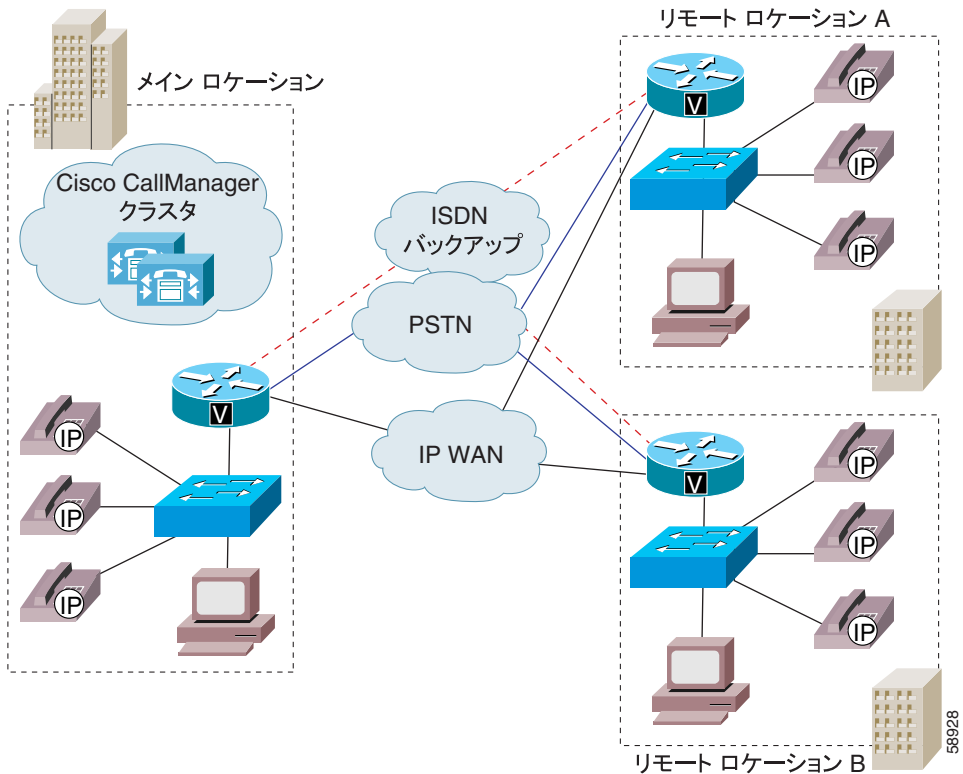 リモート ロケーション A
メイン ロケーション
Cisco CallManager
クラスタ
ISDN
バックアップ
PSTN
IP WAN
V
IP
IP
IP
V
IP
IP
IP
V
IP
IP
IP
リモート ロケーション B
58928